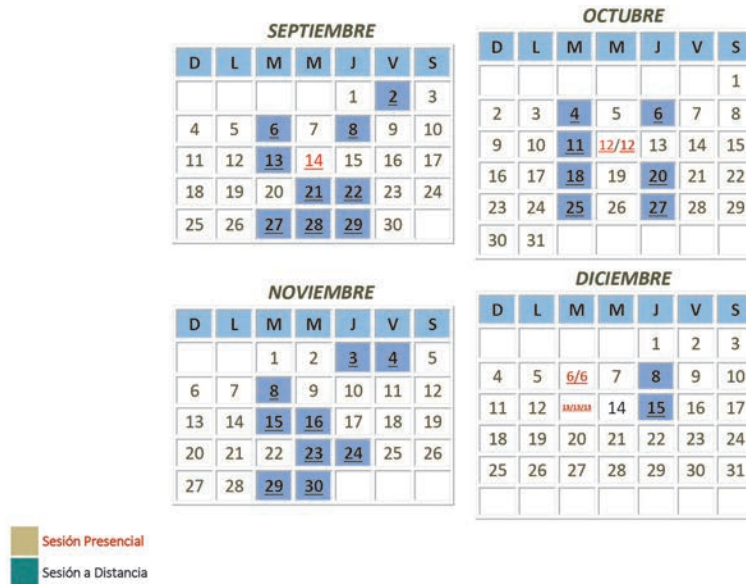 SEPTIEMBRE
D L M M J V S
1 2 3
4 5 6 7 8 9 10
11 12 13 14 15 16 17
18 19 20 21 22 23 24
25 26 27 28 29 30
OCTUBRE
D L M M J V S
1
2 3 4 5 6 7 8
9 10 11 12/12 13 14 15
16 17 18 19 20 21 22
23 24 25 26 27 28 29
30 31
NOVIEMBRE
D L M M J V S
1 2 3 4 5
6 7 8 9 10 11 12
13 14 15 16 17 18 19
20 21 22 23 24 25 26
27 28 29 30
DICIEMBRE
D L M M J V S
1 2 3
4 5 6/6 7 8 9 10
11 12 13/13/13 14 15 16 17
18 19 20 21 22 23 24
25 26 27 28 29 30 31
Sesión Presencial
Sesión a Distancia